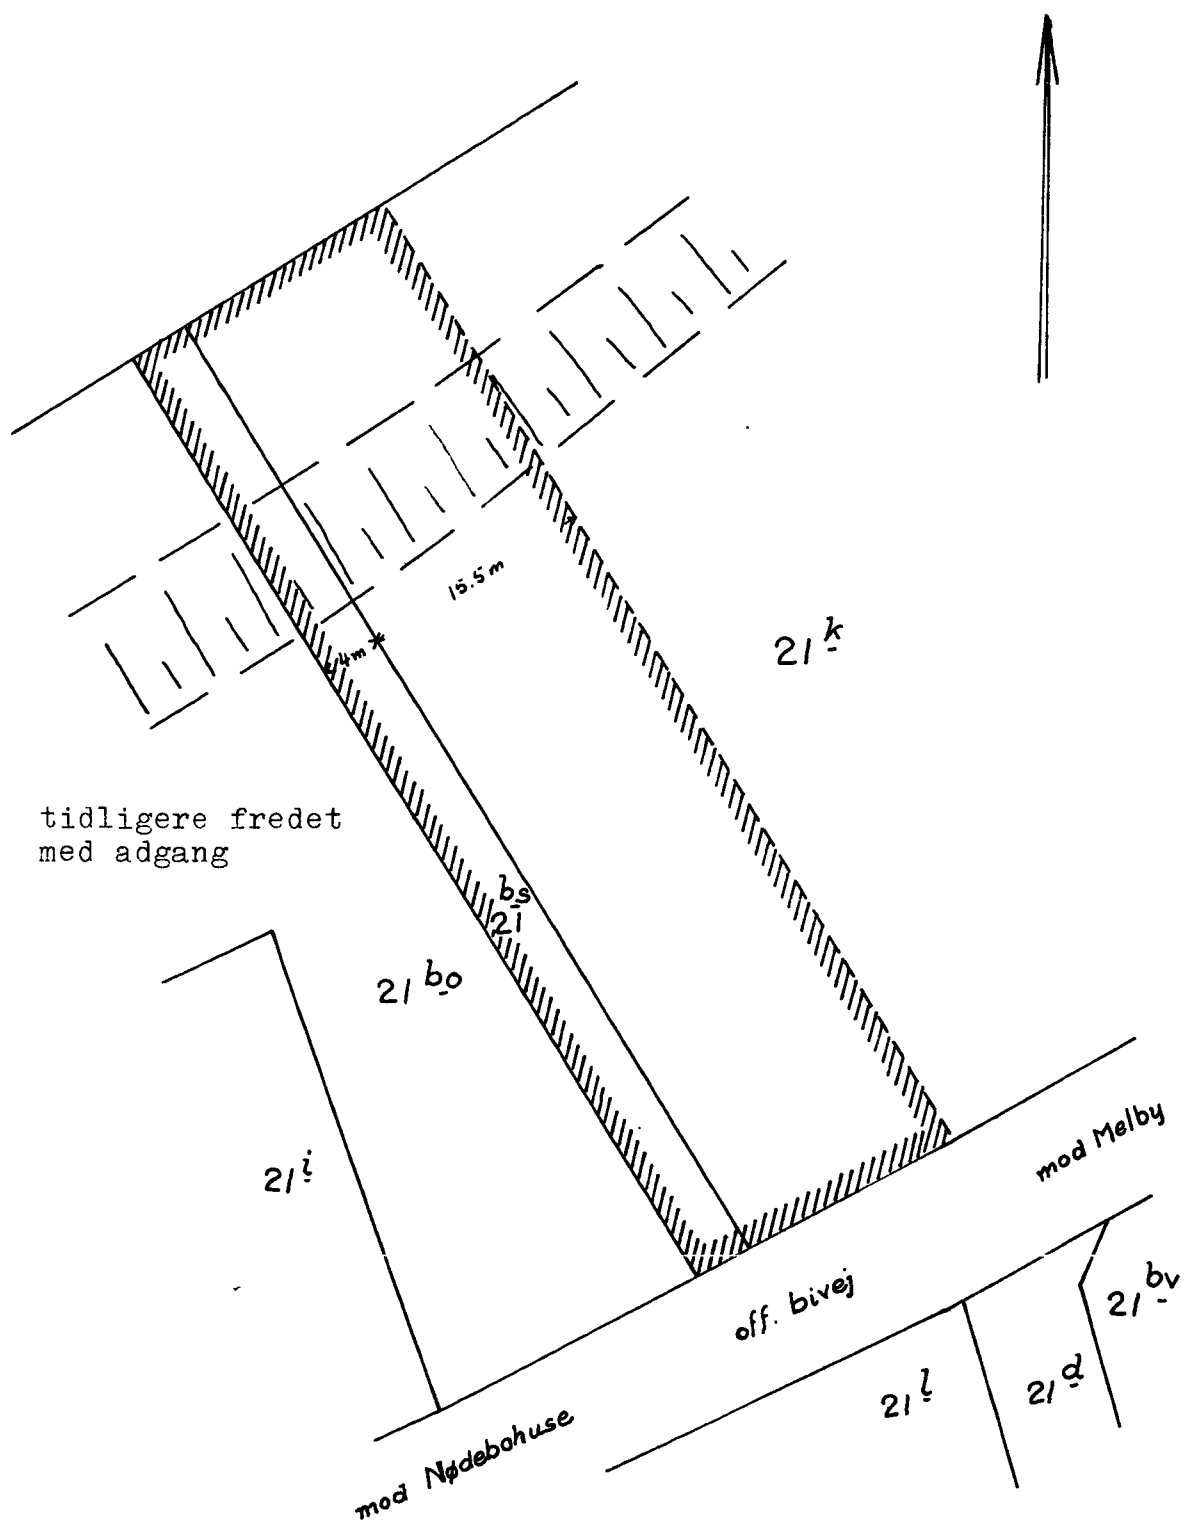 15.5 m
21 k
4 m
tidligere fredet
med adgang
bs
21
21 bo
21 i
mod Melby
off. bivej
21 bv
21 d
21 l
mod Nødebohuse